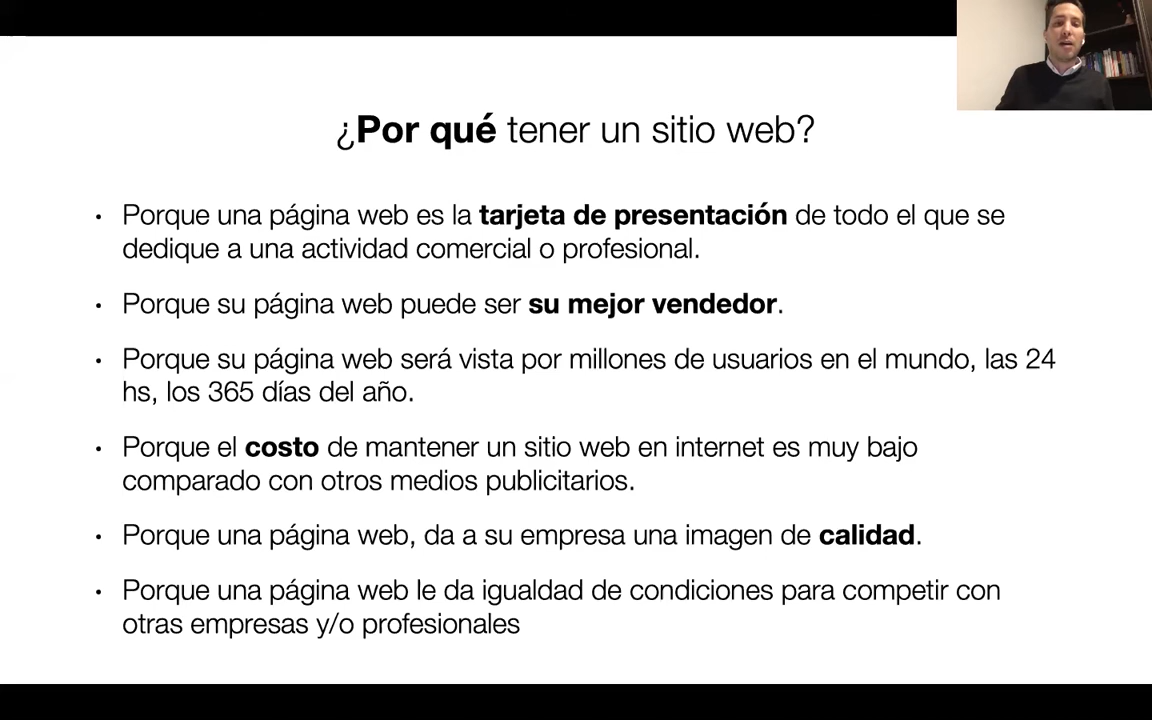 ¿Por qué tener un sitio web?
• Porque una página web es la tarjeta de presentación de todo el que se
dedique a una actividad comercial o profesional.
• Porque su página web puede ser su mejor vendedor.
• Porque su página web será vista por millones de usuarios en el mundo, las 24
hs, los 365 días del año.
• Porque el costo de mantener un sitio web en internet es muy bajo
comparado con otros medios publicitarios.
• Porque una página web, da a su empresa una imagen de calidad.
• Porque una página web le da igualdad de condiciones para competir con
otras empresas y/o profesionales